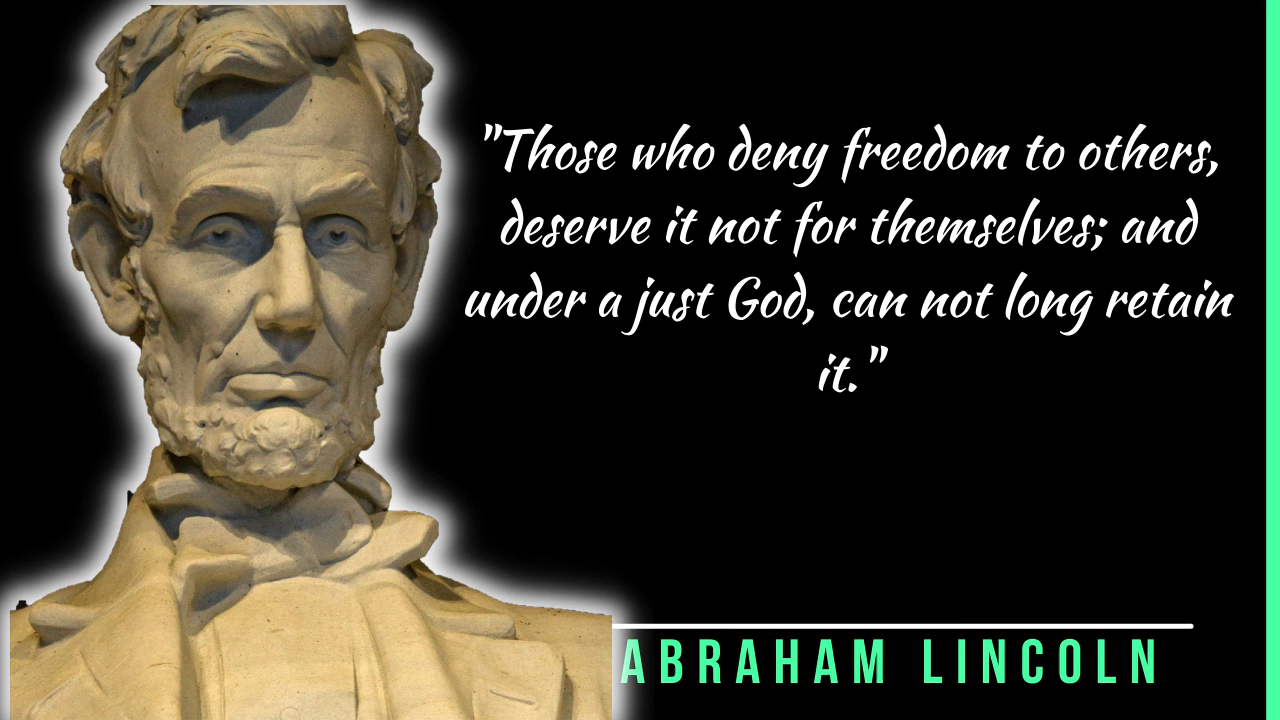 "Those who deny freedom to others,
deserve it not for themselves; and
under a just God, can not long retain
it."
ABRAHAM LINCOLN